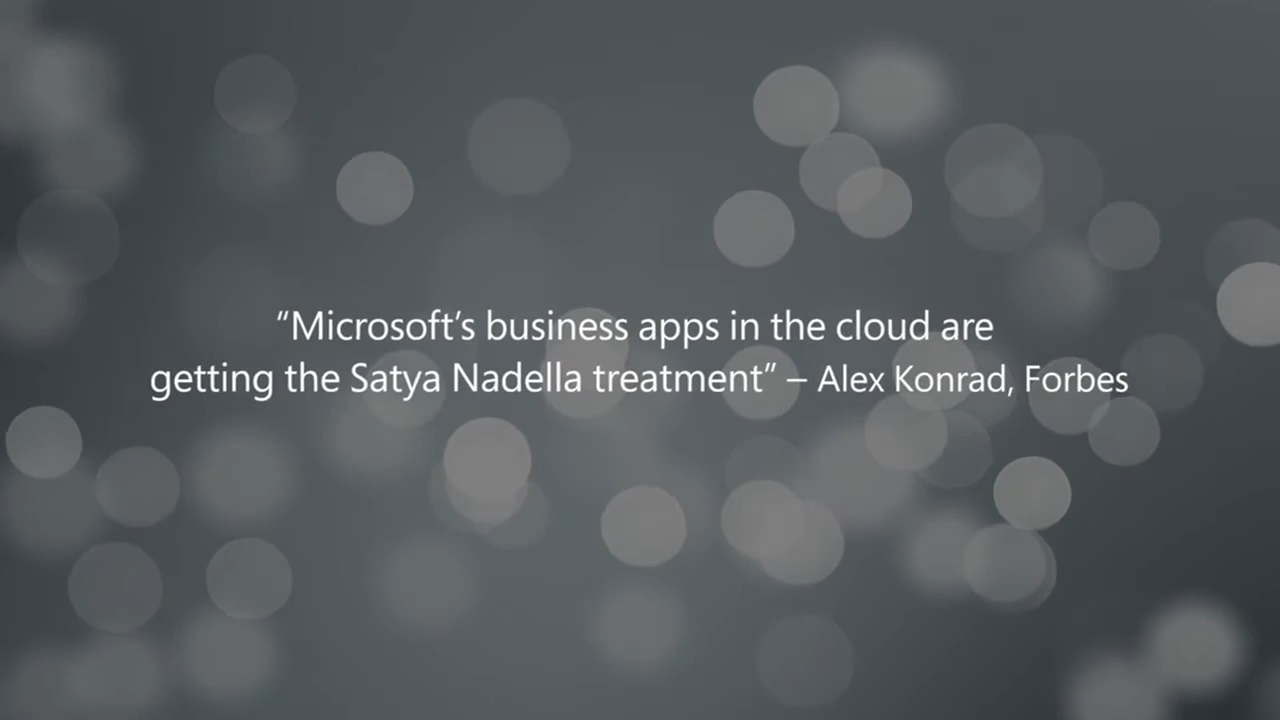 “Microsoft’s business apps in the cloud are
getting the Satya Nadella treatment” – Alex Konrad, Forbes